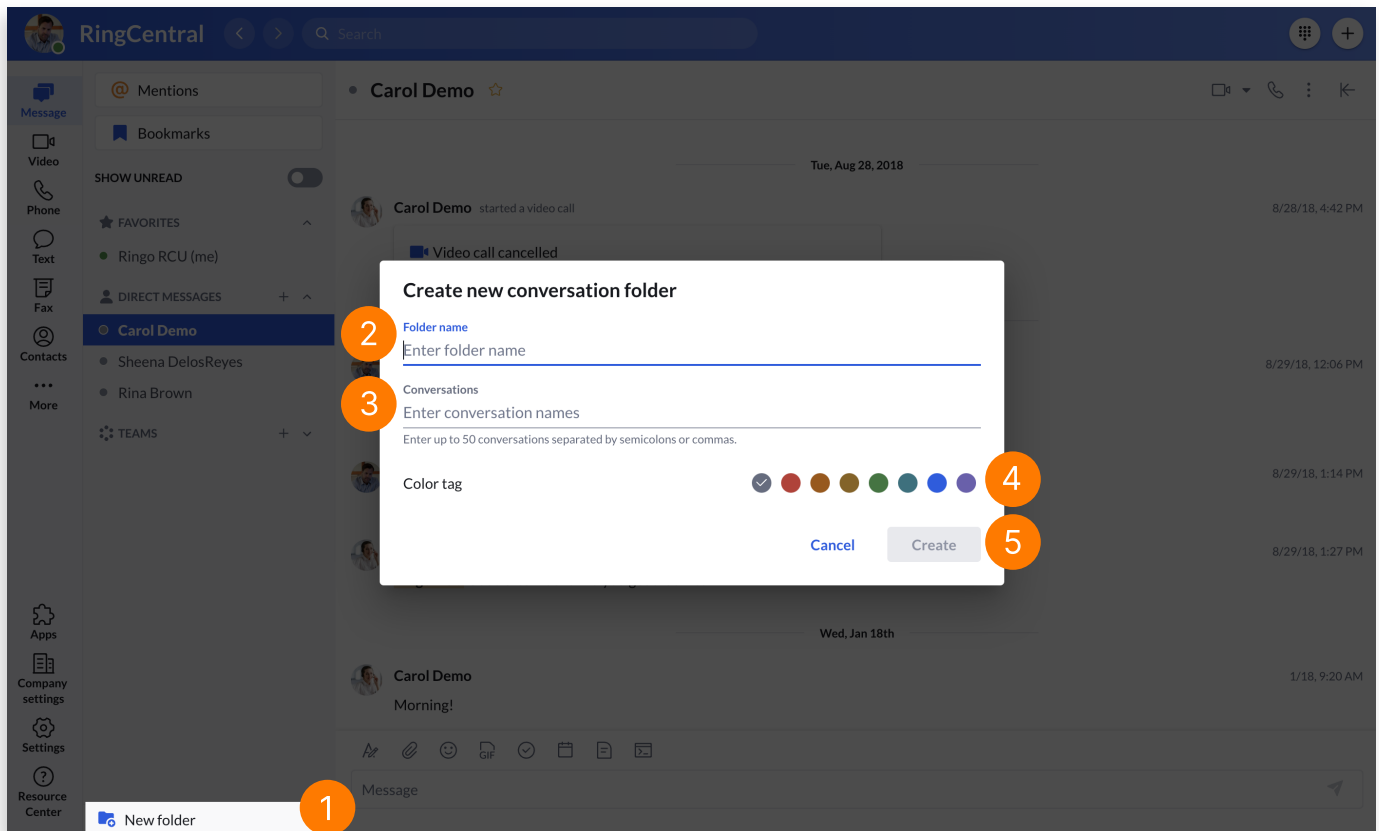 RingCentral
Search
Message
Video
Phone
Text
Fax
Contacts
More
Apps
Company
settings
Settings
Resource
Center
@ Mentions
Bookmarks
SHOW UNREAD
FAVORITES
Ringo RCU (me)
DIRECT MESSAGES
Carol Demo
Sheena DelosReyes
Rina Brown
TEAMS
New folder
1
Carol Demo
Tue, Aug 28, 2018
Carol Demo started a video call 8/28/18, 4:42 PM
Video call cancelled
8/29/18, 12:06 PM
8/29/18, 1:14 PM
8/29/18, 1:27 PM
Create new conversation folder
2
Folder name
Enter folder name
3
Conversations
Enter conversation names
Enter up to 50 conversations separated by semicolons or commas.
Color tag
4
Cancel
Create
5
Wed, Jan 18th
Carol Demo 1/18, 9:20 AM
Morning!
GIF
Message